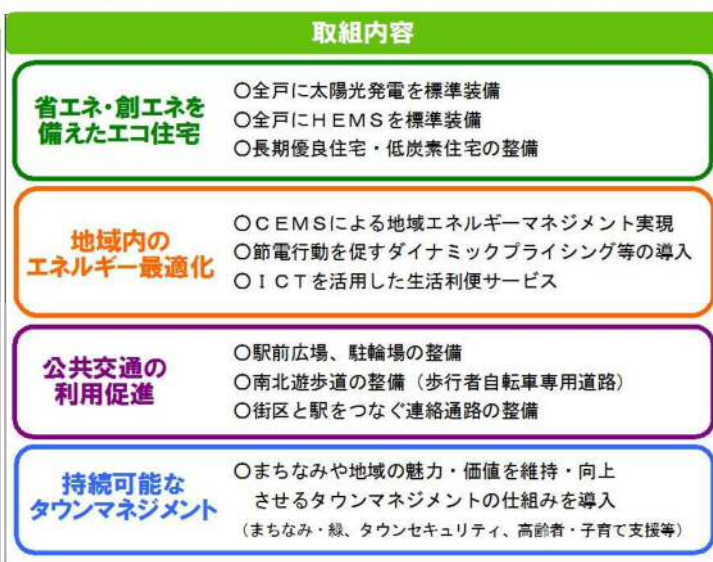 取組内容
省エネ・創エネを
備えたエコ住宅
○全戸に太陽光発電を標準装備
○全戸にＨＥＭＳを標準装備
○長期優良住宅・低炭素住宅の整備
地域内の
エネルギー最適化
○ＣＥＭＳによる地域エネルギーマネジメント実現
○節電行動を促すダイナミックプライシング等の導入
○ＩＣＴを活用した生活利便サービス
公共交通の
利用促進
○駅前広場、駐輪場の整備
○南北遊歩道の整備（歩行者自転車専用道路）
○街区と駅をつなぐ連絡通路の整備
持続可能な
タウンマネジメント
○まちなみや地域の魅力・価値を維持・向上
させるタウンマネジメントの仕組みを導入
（まちなみ・緑、タウンセキュリティ、高齢者・子育て支援等）